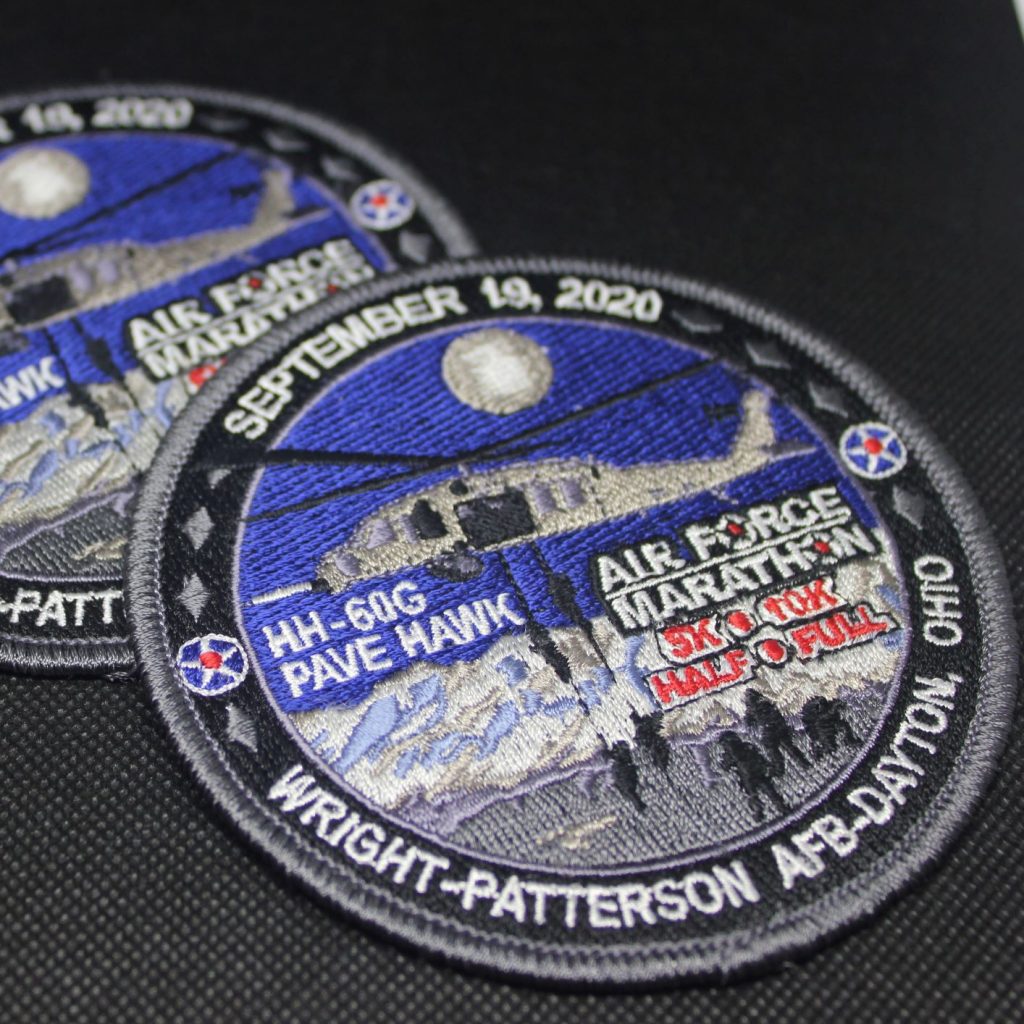 19, 2020
AIR FORCE
MARATHON
HAWK
-PATT
SEPTEMBER 19, 2020
HH-60G
PAVE HAWK
AIR FORCE
MARATHON
5K 10K
HALF FULL
WRIGHT-PATTERSON AFB-DAYTON, OHIO